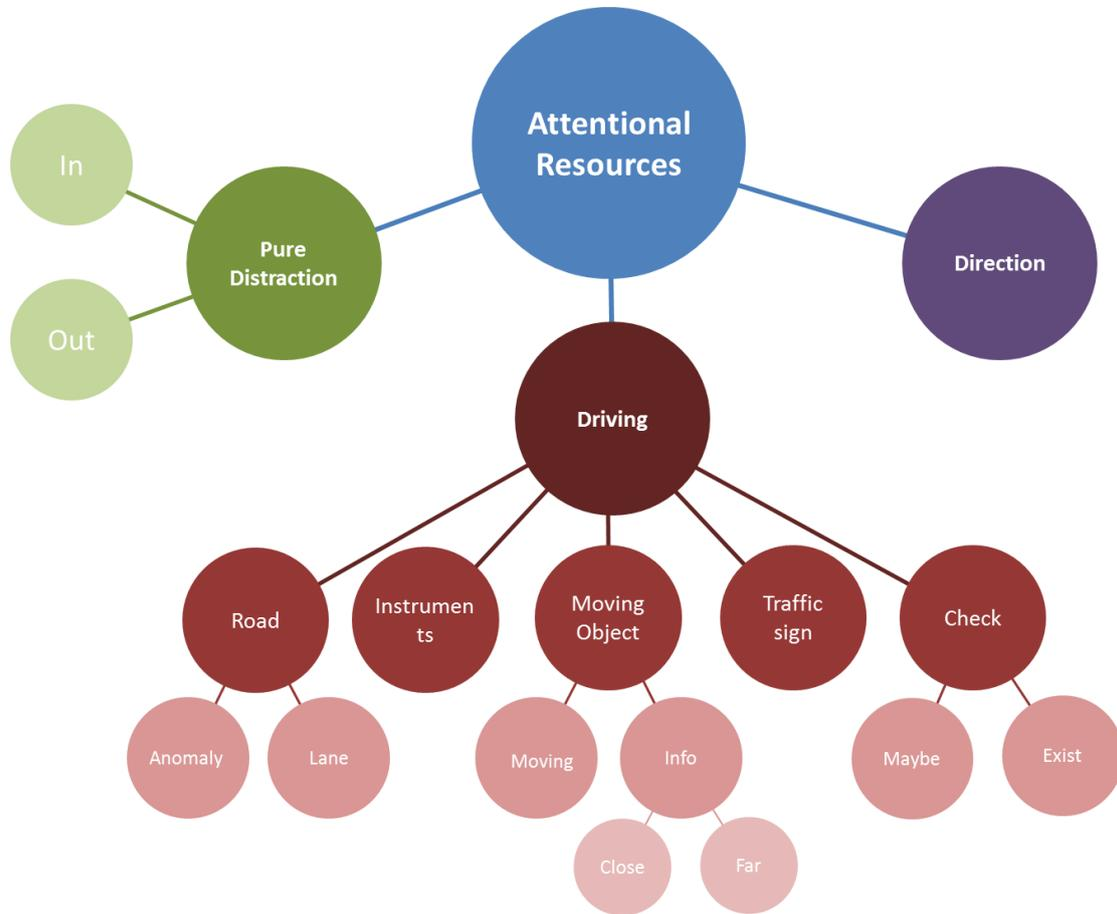 Attentional
Resources
In
Pure
Distraction
Direction
Out
Driving
Road
Instrumen
ts
Moving
Object
Traffic
sign
Check
Anomaly
Lane
Moving
Info
Maybe
Exist
Close
Far